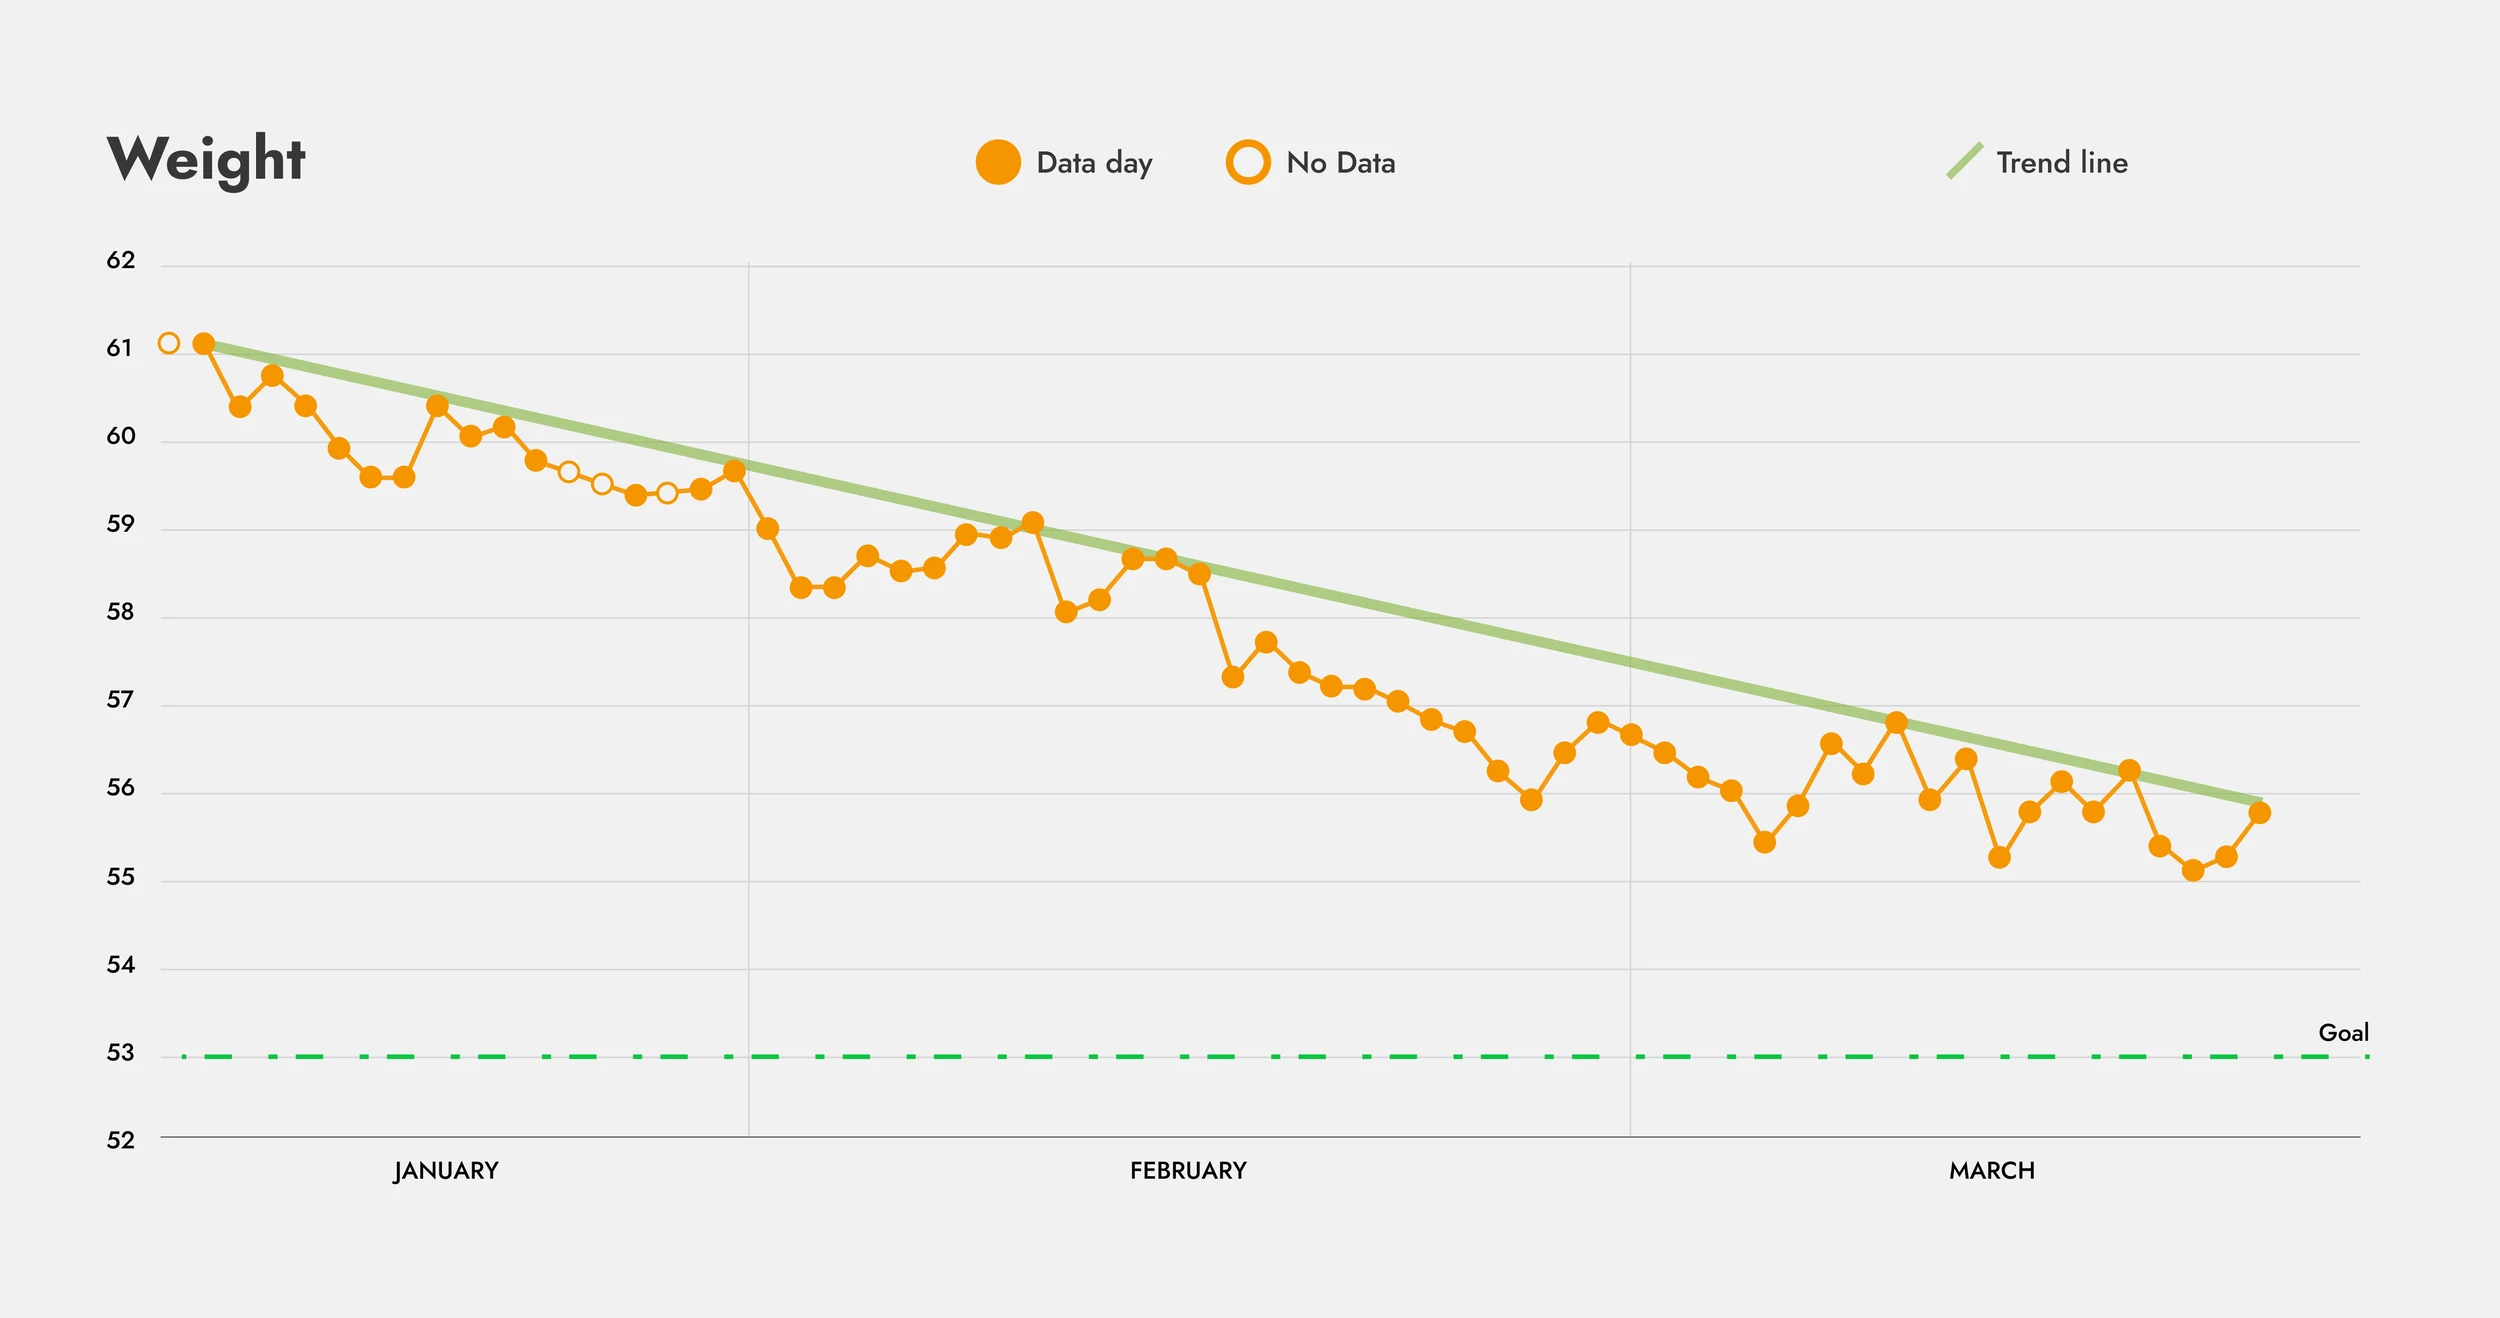 Weight
Data day
No Data
Trend line
62
61
60
59
58
57
56
55
54
53
52
Goal
JANUARY
FEBRUARY
MARCH